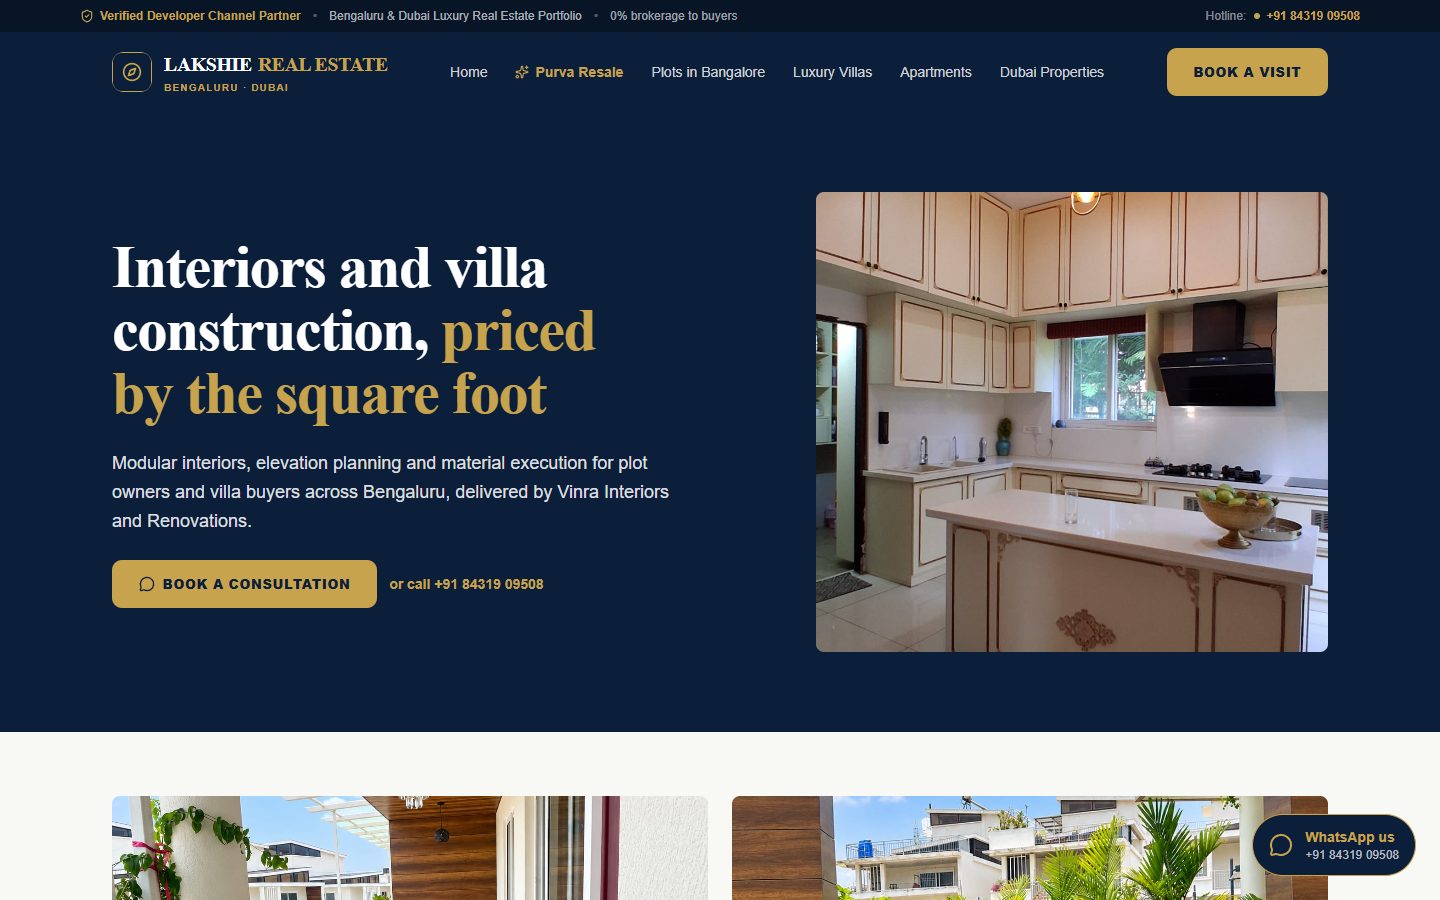 Verified Developer Channel Partner • Bengaluru & Dubai Luxury Real Estate Portfolio • 0% brokerage to buyers
Hotline: • +91 84319 09508
LAKSHIE REAL ESTATE
BENGALURU · DUBAI
Home
Purva Resale
Plots in Bangalore
Luxury Villas
Apartments
Dubai Properties
BOOK A VISIT
Interiors and villa
construction, priced
by the square foot
Modular interiors, elevation planning and material execution for plot
owners and villa buyers across Bengaluru, delivered by Vinra Interiors
and Renovations.
BOOK A CONSULTATION
or call +91 84319 09508
WhatsApp us
+91 84319 09508